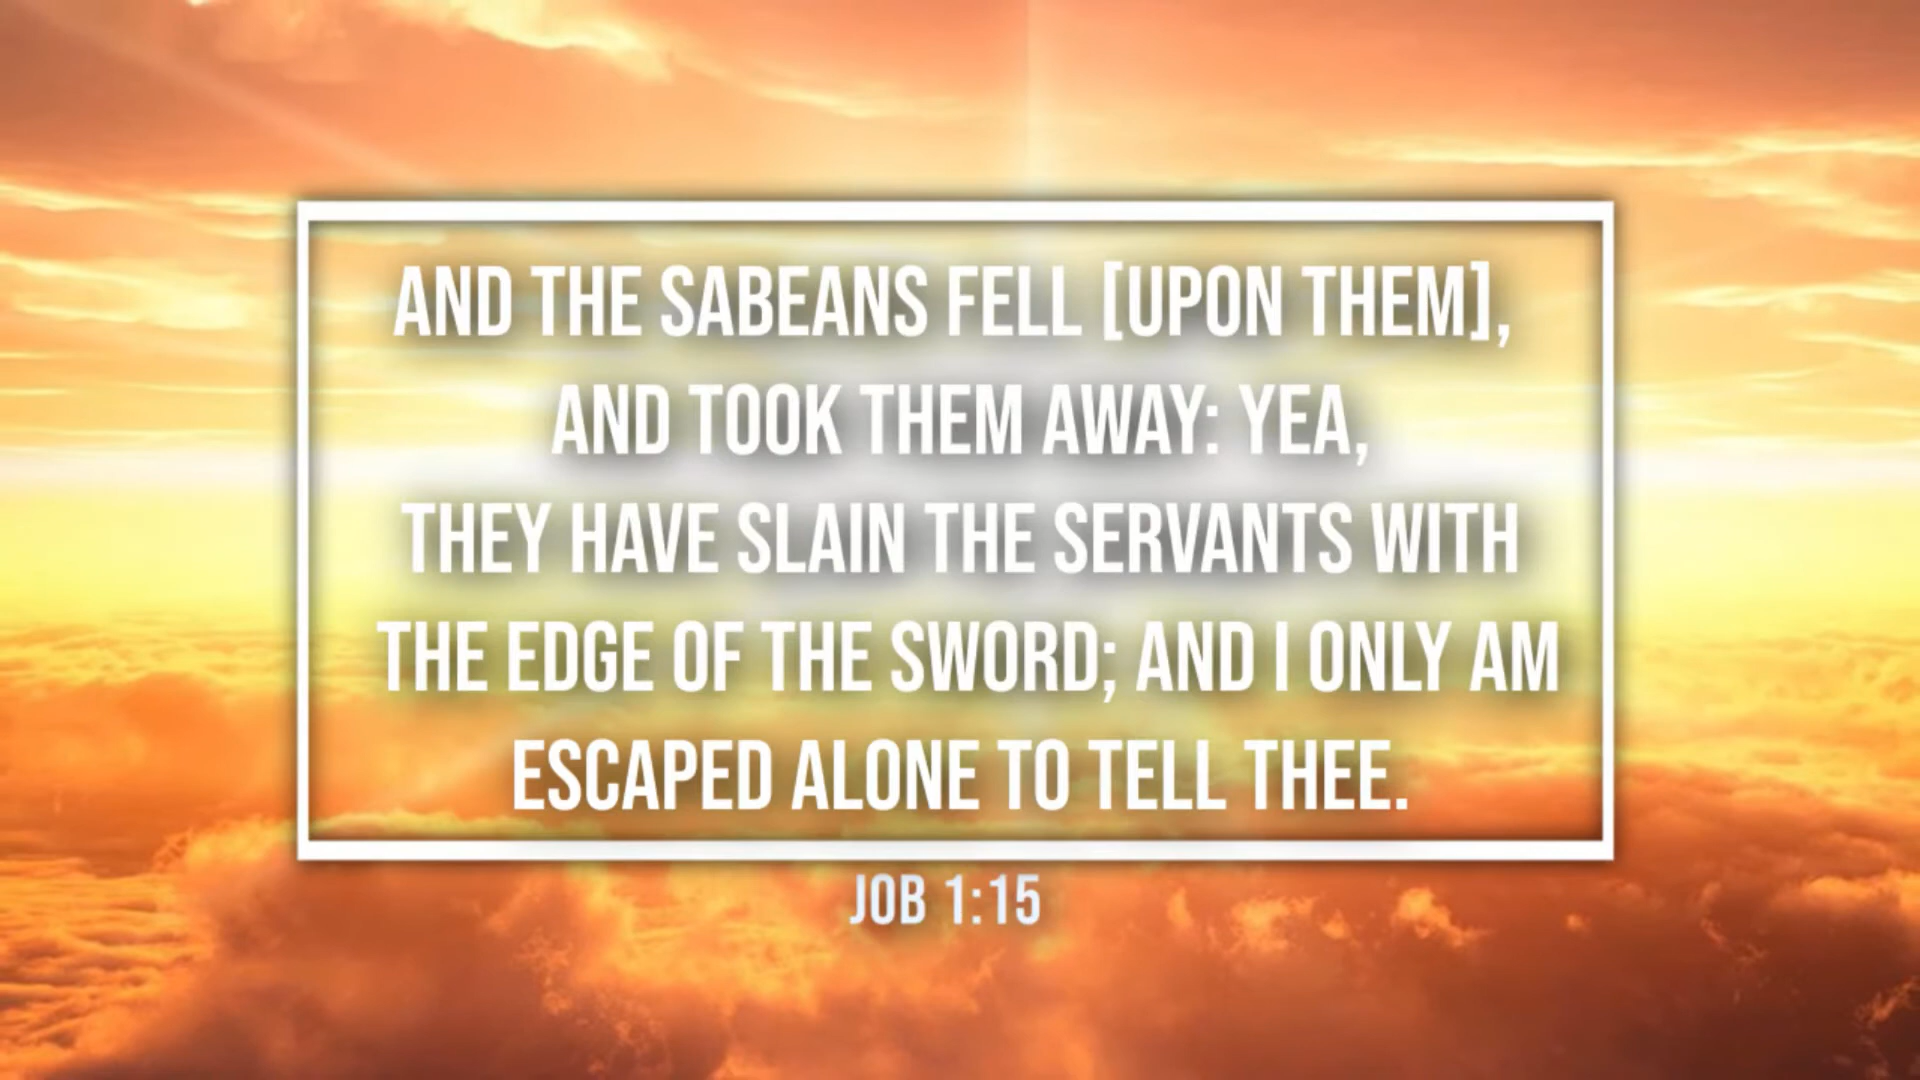 AND THE SABEANS FELL [UPON THEM],
AND TOOK THEM AWAY: YEA,
THEY HAVE SLAIN THE SERVANTS WITH
THE EDGE OF THE SWORD; AND I ONLY AM
ESCAPED ALONE TO TELL THEE.
JOB 1:15